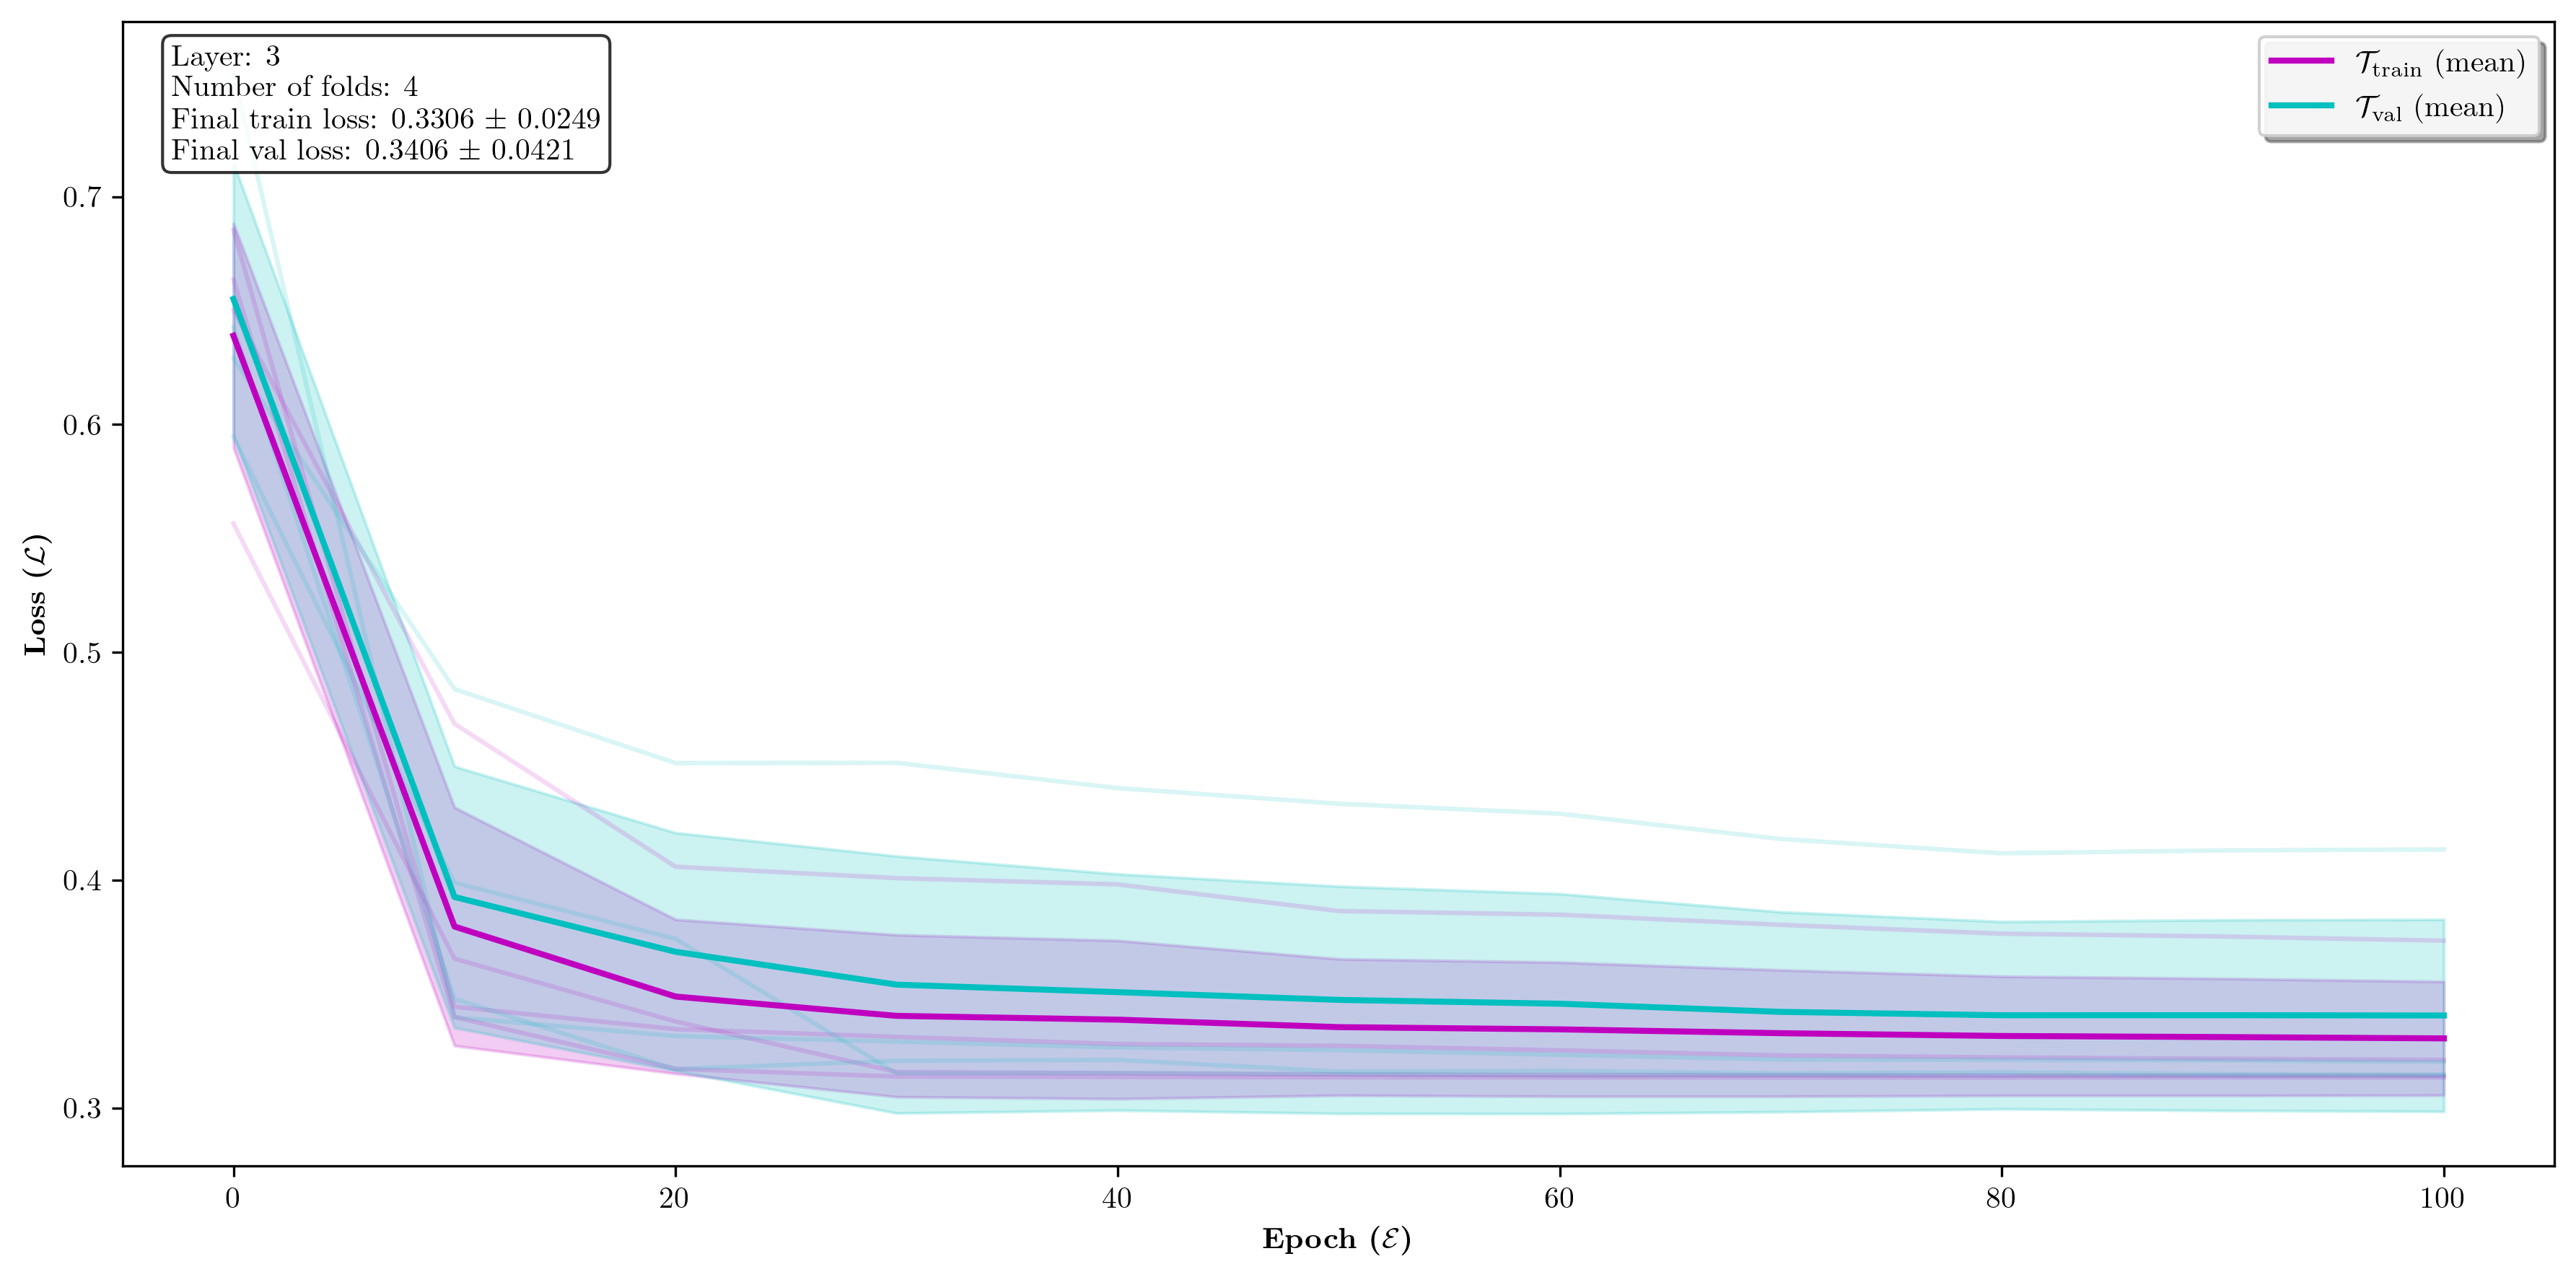 Layer: 3
Number of folds: 4
Final train loss: 0.3306 ± 0.0249
Final val loss: 0.3406 ± 0.0421
𝒯train (mean)
𝒯val (mean)
Loss (ℒ)
0.7
0.6
0.5
0.4
0.3
0 20 40 60 80 100
Epoch (ℰ)